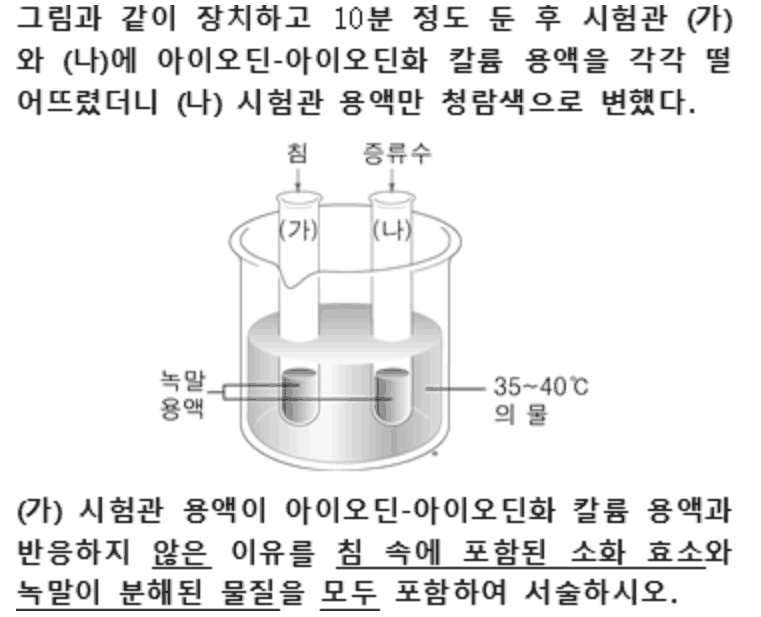 그림과 같이 장치하고 10분 정도 둔 후 시험관 (가)
와 (나)에 아이오딘-아이오딘화 칼륨 용액을 각각 떨
어뜨렸더니 (나) 시험관 용액만 청람색으로 변했다.
침 증류수
(가) (나)
녹말
용액
35~40℃
의 물
(가) 시험관 용액이 아이오딘-아이오딘화 칼륨 용액과
반응하지 않은 이유를 침 속에 포함된 소화 효소와
녹말이 분해된 물질을 모두 포함하여 서술하시오.